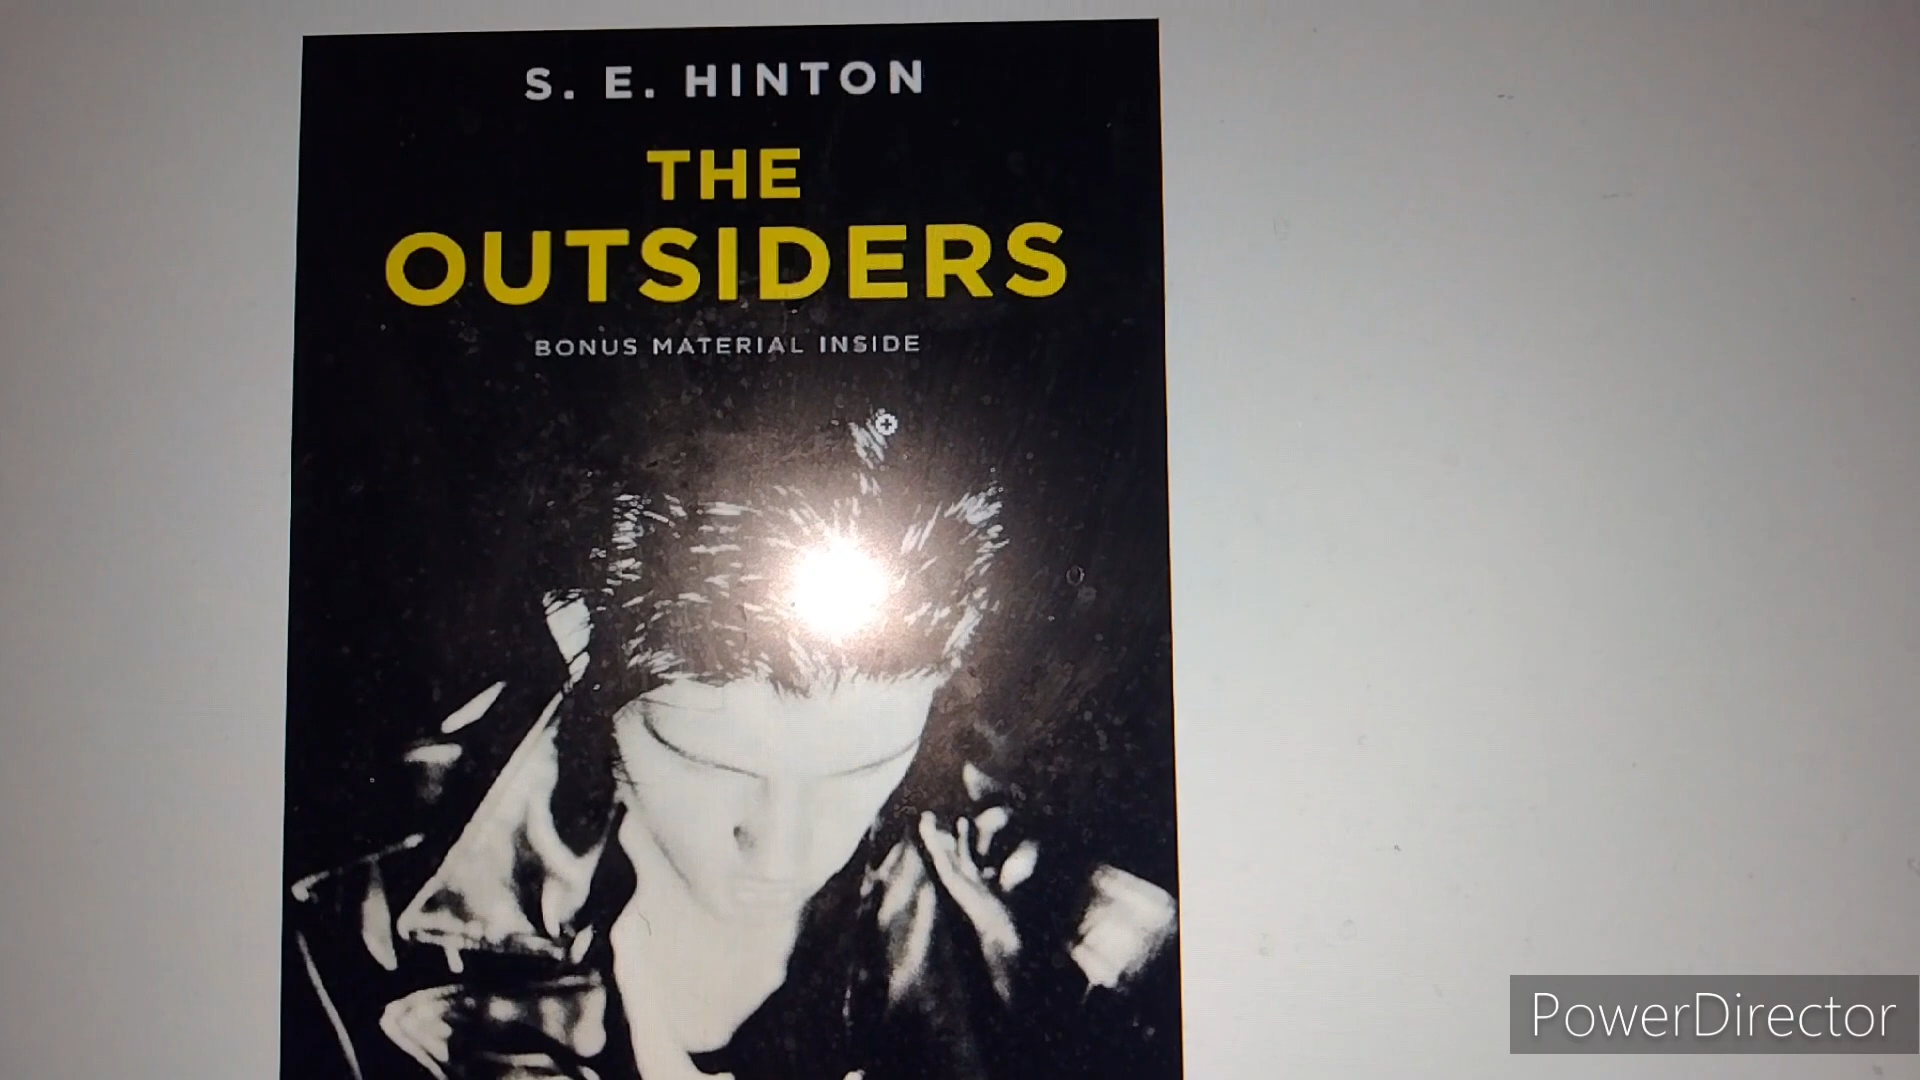 S. E. HINTON
THE
OUTSIDERS
BONUS MATERIAL INSIDE
PowerDirector